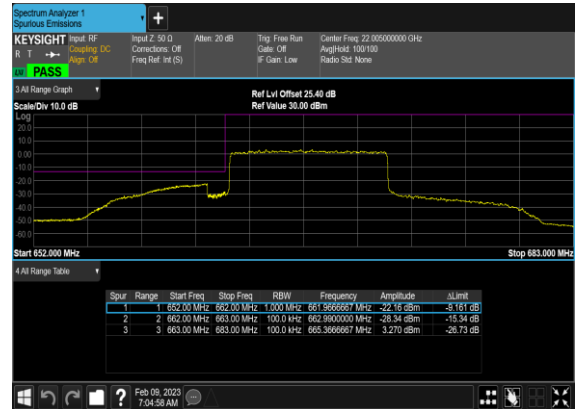 Spectrum Analyzer 1
Spurious Emissions
KEYSIGHT Input: RF Input Z: 50 Ω Atten: 20 dB Trig: Free Run Center Freq: 22.005000000 GHz
Coupling: DC Corrections: Off Gate: Off Avg|Hold: 100/100
R T Align: Off Freq Ref: Int (S) IF Gain: Low Radio Std: None
PASS
3 All Range Graph
Ref Lvl Offset 25.40 dB
Scale/Div 10.0 dB Ref Value 30.00 dBm
Log
20.0
10.0
0.00
-10.0
-20.0
-30.0
-40.0
-50.0
-60.0
Start 652.000 MHz Stop 683.000 MHz
4 All Range Table
Spur Range Start Freq Stop Freq RBW Frequency Amplitude ΔLimit
1 1 652.00 MHz 662.00 MHz 1.000 MHz 661.9666667 MHz -22.16 dBm -9.161 dB
2 2 662.00 MHz 663.00 MHz 100.0 kHz 662.9900000 MHz -28.34 dBm -15.34 dB
3 3 663.00 MHz 683.00 MHz 100.0 kHz 665.3666667 MHz 3.270 dBm -26.73 dB
? Feb 09, 2023
7:04:58 AM